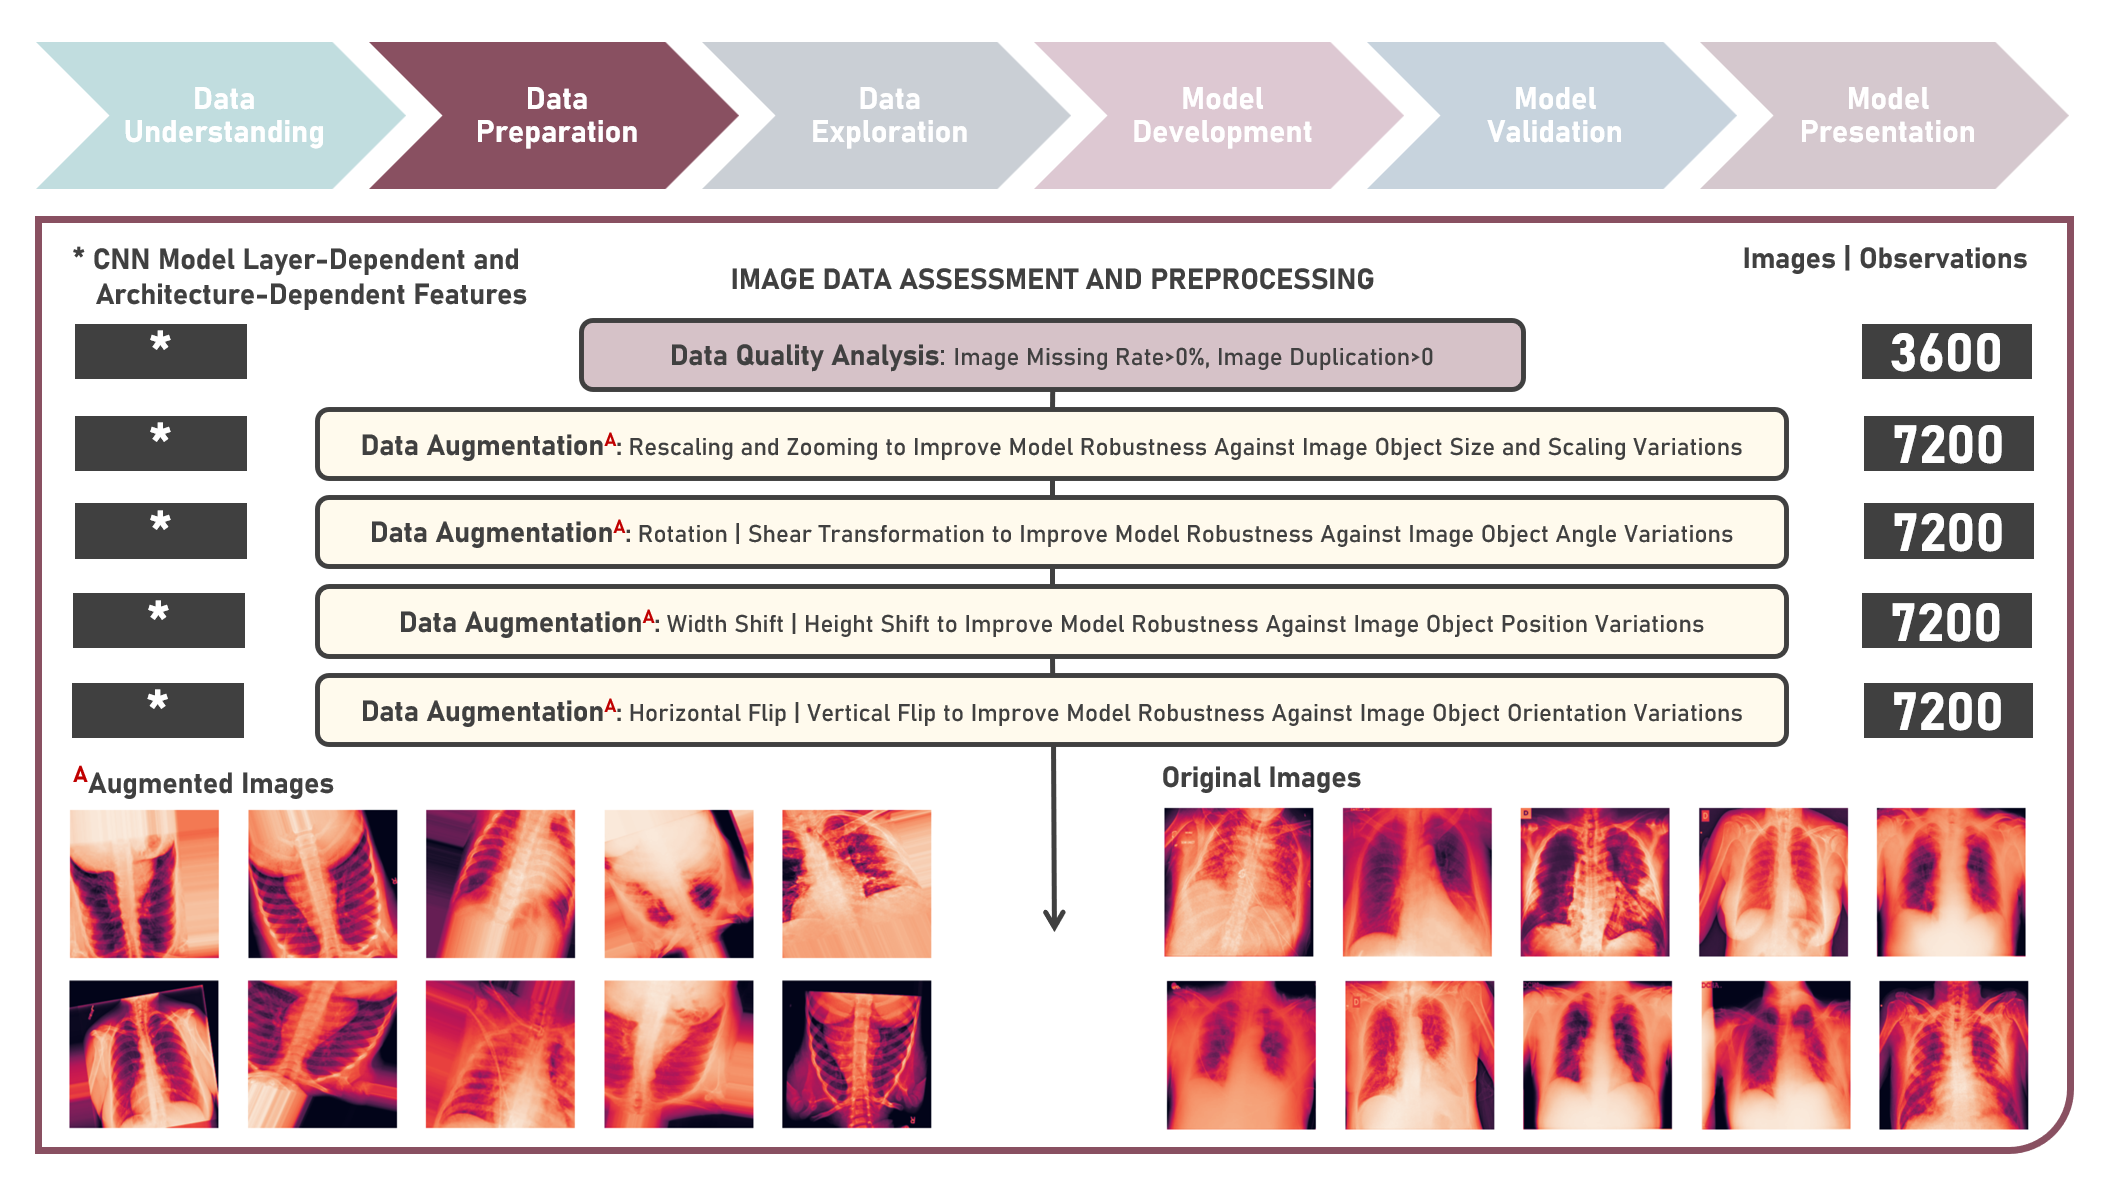 Data
Understanding
Data
Preparation
Data
Exploration
Model
Development
Model
Validation
Model
Presentation
* CNN Model Layer-Dependent and
Architecture-Dependent Features
IMAGE DATA ASSESSMENT AND PREPROCESSING
Images | Observations
*
Data Quality Analysis: Image Missing Rate>0%, Image Duplication>0
3600
*
Data Augmentation^A: Rescaling and Zooming to Improve Model Robustness Against Image Object Size and Scaling Variations
7200
*
Data Augmentation^A: Rotation | Shear Transformation to Improve Model Robustness Against Image Object Angle Variations
7200
*
Data Augmentation^A: Width Shift | Height Shift to Improve Model Robustness Against Image Object Position Variations
7200
*
Data Augmentation^A: Horizontal Flip | Vertical Flip to Improve Model Robustness Against Image Object Orientation Variations
7200
^AAugmented Images
Original Images
D
D
D